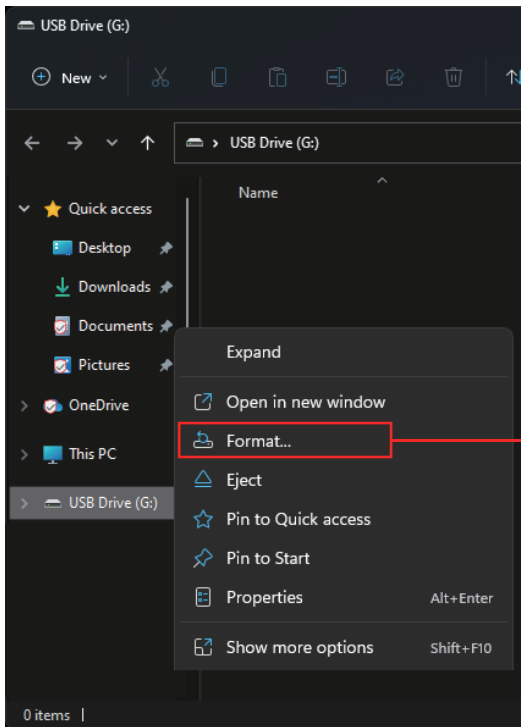 USB Drive (G:)
New
USB Drive (G:)
Name
Quick access
Desktop
Downloads
Documents
Pictures
OneDrive
This PC
USB Drive (G:)
Expand
Open in new window
Format...
Eject
Pin to Quick access
Pin to Start
Properties Alt+Enter
Show more options Shift+F10
0 items